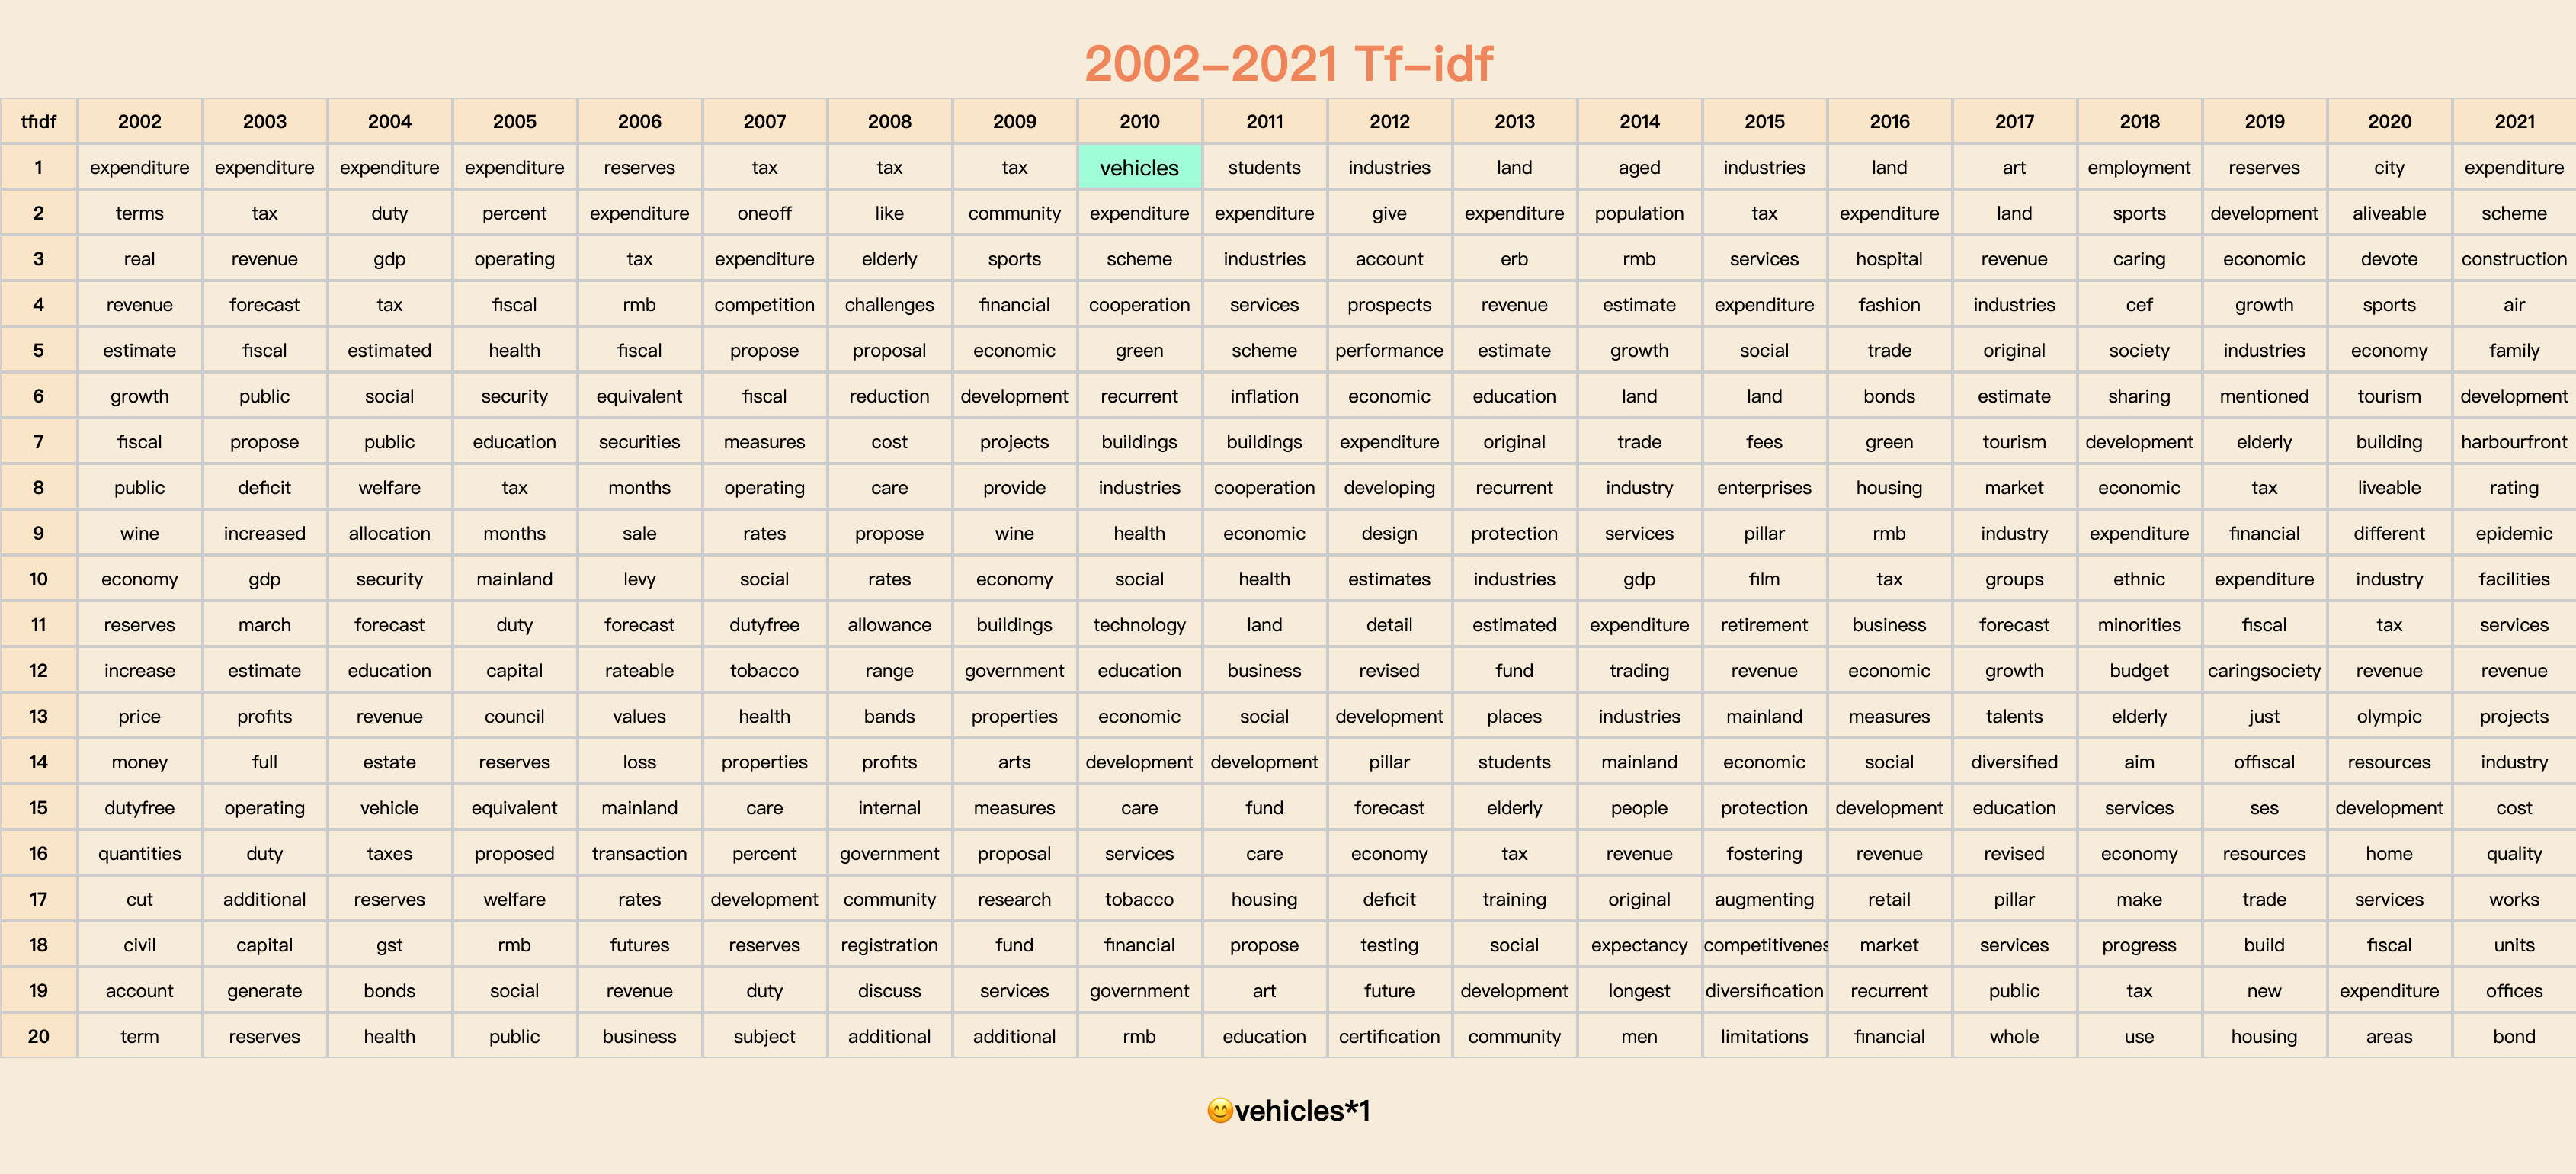 2002–2021 Tf–idf
tfidf 2002 2003 2004 2005 2006 2007 2008 2009 2010 2011 2012 2013 2014 2015 2016 2017 2018 2019 2020 2021
1 expenditure expenditure expenditure expenditure reserves tax tax tax vehicles students industries land aged industries land art employment reserves city expenditure
2 terms tax duty percent expenditure oneoff like community expenditure expenditure give expenditure population tax expenditure land sports development aliveable scheme
3 real revenue gdp operating tax expenditure elderly sports scheme industries account erb rmb services hospital revenue caring economic devote construction
4 revenue forecast tax fiscal rmb competition challenges financial cooperation services prospects revenue estimate expenditure fashion industries cef growth sports air
5 estimate fiscal estimated health fiscal propose proposal economic green scheme performance estimate growth social trade original society industries economy family
6 growth public social security equivalent fiscal reduction development recurrent inflation economic education land land bonds estimate sharing mentioned tourism development
7 fiscal propose public education securities measures cost projects buildings buildings expenditure original trade fees green tourism development elderly building harbourfront
8 public deficit welfare tax months operating care provide industries cooperation developing recurrent industry enterprises housing market economic tax liveable rating
9 wine increased allocation months sale rates propose wine health economic design protection services pillar rmb industry expenditure financial different epidemic
10 economy gdp security mainland levy social rates economy social health estimates industries gdp film tax groups ethnic expenditure industry facilities
11 reserves march forecast duty forecast dutyfree allowance buildings technology land detail estimated expenditure retirement business forecast minorities fiscal tax services
12 increase estimate education capital rateable tobacco range government education business revised fund trading revenue economic growth budget caringsociety revenue revenue
13 price profits revenue council values health bands properties economic social development places industries mainland measures talents elderly just olympic projects
14 money full estate reserves loss properties profits arts development development pillar students mainland economic social diversified aim offiscal resources industry
15 dutyfree operating vehicle equivalent mainland care internal measures care fund forecast elderly people protection development education services ses development cost
16 quantities duty taxes proposed transaction percent government proposal services care economy tax revenue fostering revenue revised economy resources home quality
17 cut additional reserves welfare rates development community research tobacco housing deficit training original augmenting retail pillar make trade services works
18 civil capital gst rmb futures reserves registration fund financial propose testing social expectancy competitivenes market services progress build fiscal units
19 account generate bonds social revenue duty discuss services government art future development longest diversification recurrent public tax new expenditure offices
20 term reserves health public business subject additional additional rmb education certification community men limitations financial whole use housing areas bond
😊vehicles*1